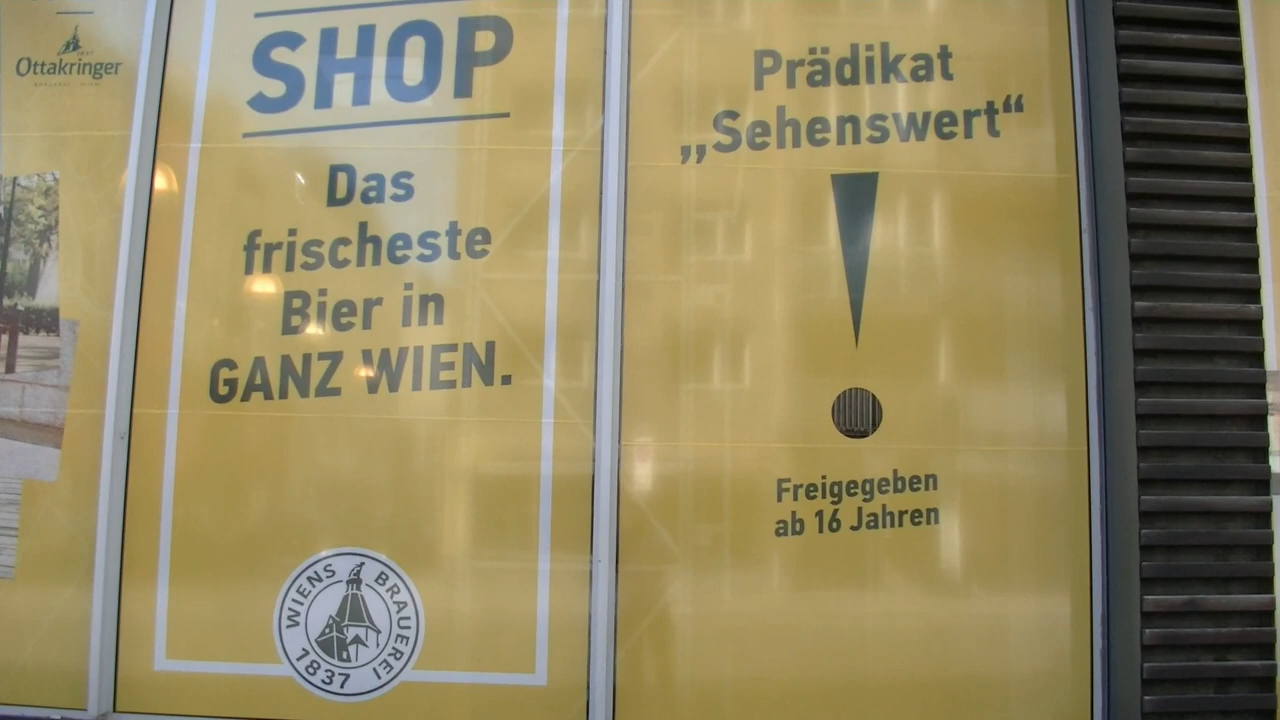 Ottakringer
SHOP
Das
frischeste
Bier in
GANZ WIEN.
WIENS BRAUEREI
1837
Prädikat
„Sehenswert“
Freigegeben
ab 16 Jahren